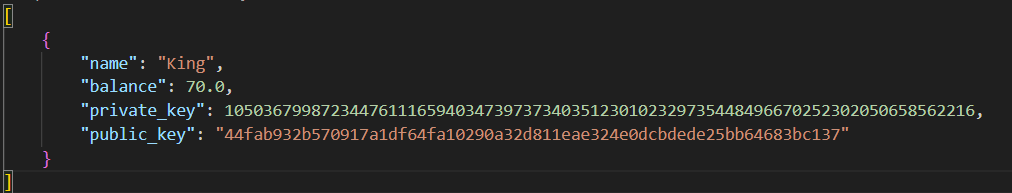 [
{
"name": "King",
"balance": 70.0,
"private_key": 105036799872344761116594034739737340351230102329735448496670252302050658562216,
"public_key": "44fab932b570917a1df64fa10290a32d811eae324e0dcbdede25bb64683bc137"
}
]